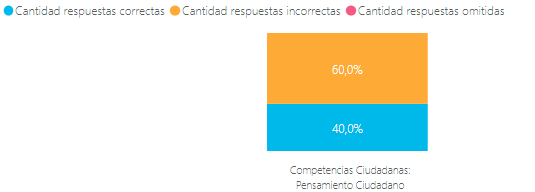 Cantidad respuestas correctas Cantidad respuestas incorrectas Cantidad respuestas omitidas
60,0%
40,0%
Competencias Ciudadanas:
Pensamiento Ciudadano